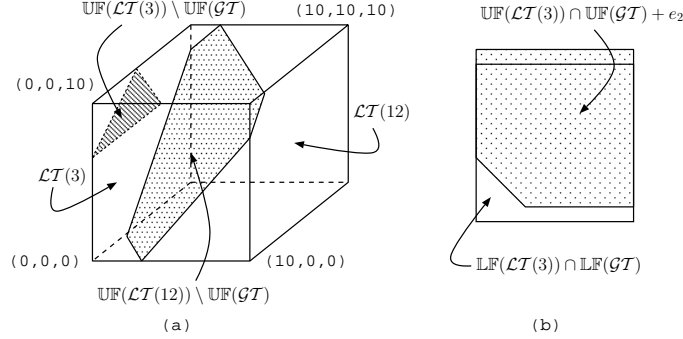 𝕌𝔽(ℒ𝒯(3)) \ 𝕌𝔽(𝒢𝒯)
(10,10,10)
𝕌𝔽(ℒ𝒯(3)) ∩ 𝕌𝔽(𝒢𝒯) + e₂
(0,0,10)
ℒ𝒯(12)
ℒ𝒯(3)
(0,0,0)
(10,0,0)
𝕃𝔽(ℒ𝒯(3)) ∩ 𝕃𝔽(𝒢𝒯)
𝕌𝔽(ℒ𝒯(12)) \ 𝕌𝔽(𝒢𝒯)
(a)
(b)